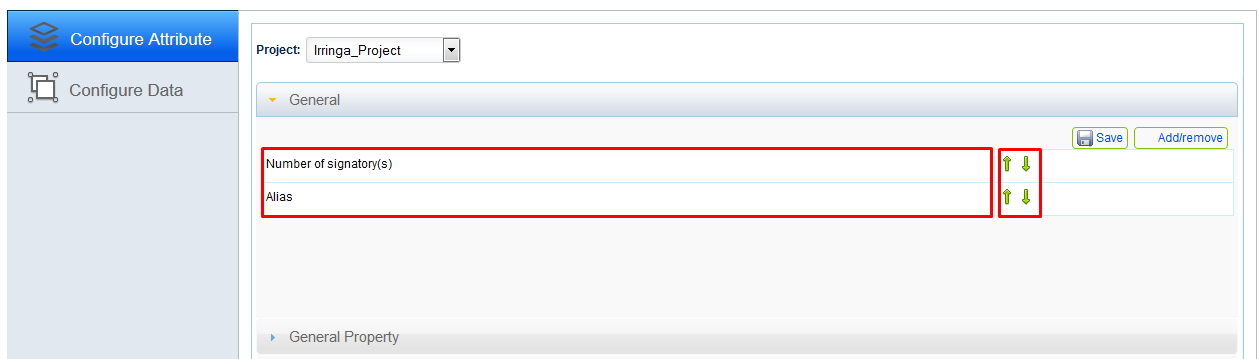 Configure Attribute
Configure Data
Project: Irringa_Project
General
Save Add/remove
Number of signatory(s)
Alias
General Property